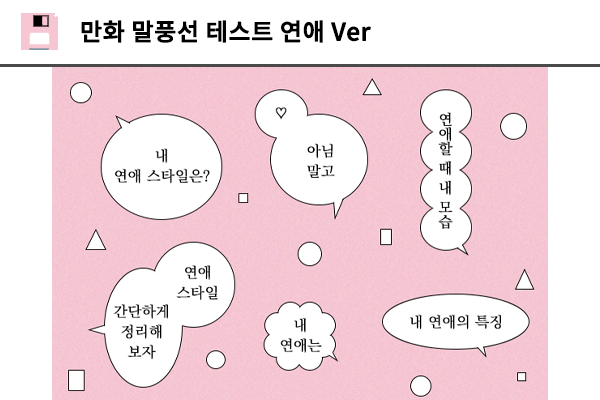 만화 말풍선 테스트 연애 Ver
내
연애 스타일은?
♡
아님
말고
연애할 때 내 모습
연애
스타일
간단하게
정리해
보자
내
연애는
내 연애의 특징